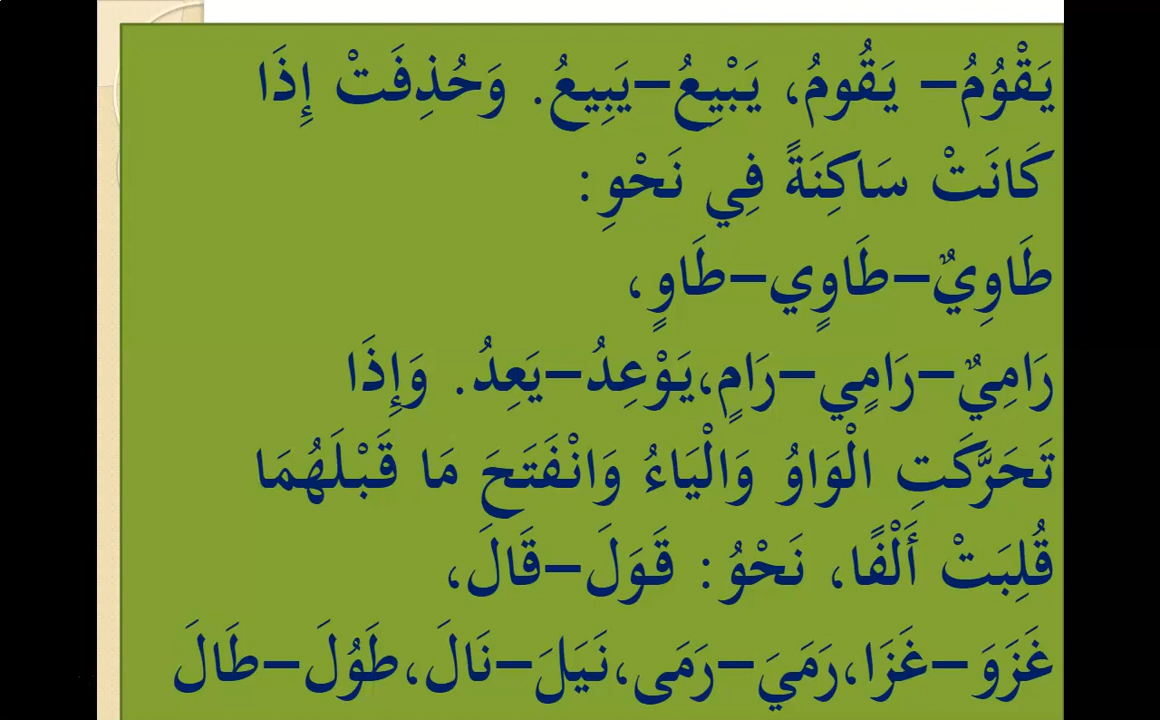 يَقْوُمُ– يَقُومُ، يَبْيِعُ–يَبِيعُ. وَحُذِفَتْ إِذَا
كَانَتْ سَاكِنَةً فِي نَحْوِ:
طَاوِيٌ–طَاوٍي–طَاوٍ،
رَامِيٌ–رَامٍي–رَامٍ،يَوْعِدُ–يَعِدُ. وَإِذَا
تَحَرَّكَتِ الْوَاوُ وَالْيَاءُ وَانْفَتَحَ مَا قَبْلَهُمَا
قُلِبَتْ أَلْفًا، نَحْوُ: قَوَلَ–قَالَ،
غَزَوَ–غَزَا،رَمَيَ–رَمَى،نَيَلَ–نَالَ،طَوُلَ–طَالَ